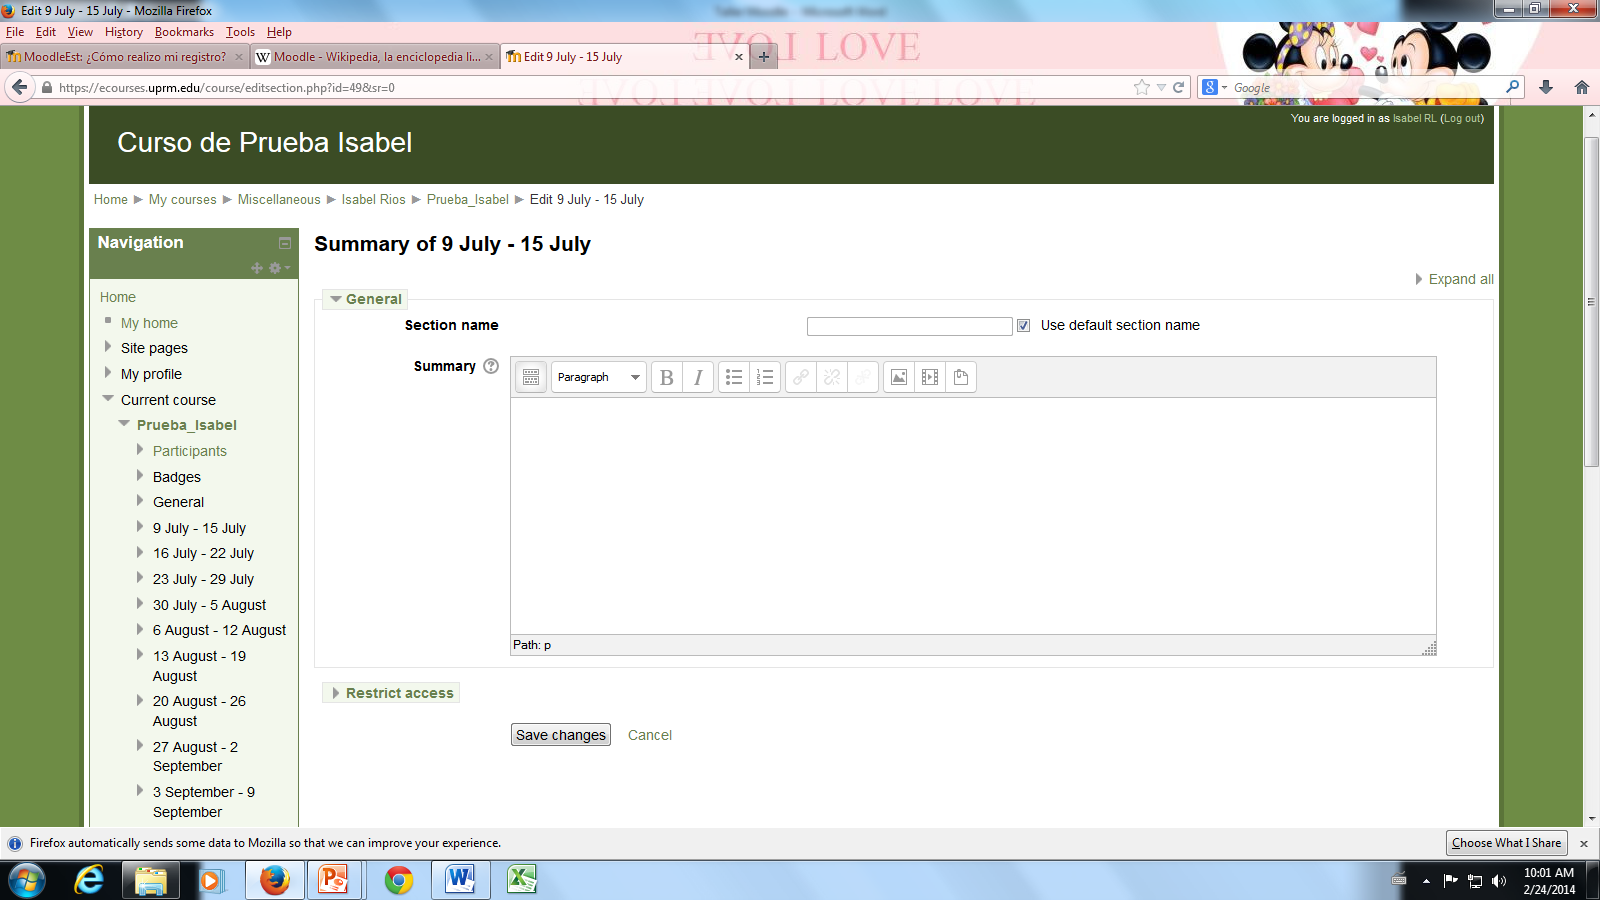 Edit 9 July - 15 July - Mozilla Firefox
File Edit View History Bookmarks Tools Help
MoodleEst: ¿Cómo realizo mi registro?
Moodle - Wikipedia, la enciclopedia li...
Edit 9 July - 15 July
I LOVE
https://ecourses.uprm.edu/course/editsection.php?id=49&sr=0
Google
You are logged in as Isabel RL (Log out)
Curso de Prueba Isabel
Home My courses Miscellaneous Isabel Rios Prueba_Isabel Edit 9 July - 15 July
Navigation
Home
My home
Site pages
My profile
Current course
Prueba_Isabel
Participants
Badges
General
9 July - 15 July
16 July - 22 July
23 July - 29 July
30 July - 5 August
6 August - 12 August
13 August - 19
August
20 August - 26
August
27 August - 2
September
3 September - 9
September
Summary of 9 July - 15 July
Expand all
General
Section name
Use default section name
Summary
Paragraph
B I
Path: p
Restrict access
Save changes Cancel
Firefox automatically sends some data to Mozilla so that we can improve your experience.
Choose What I Share
10:01 AM
2/24/2014